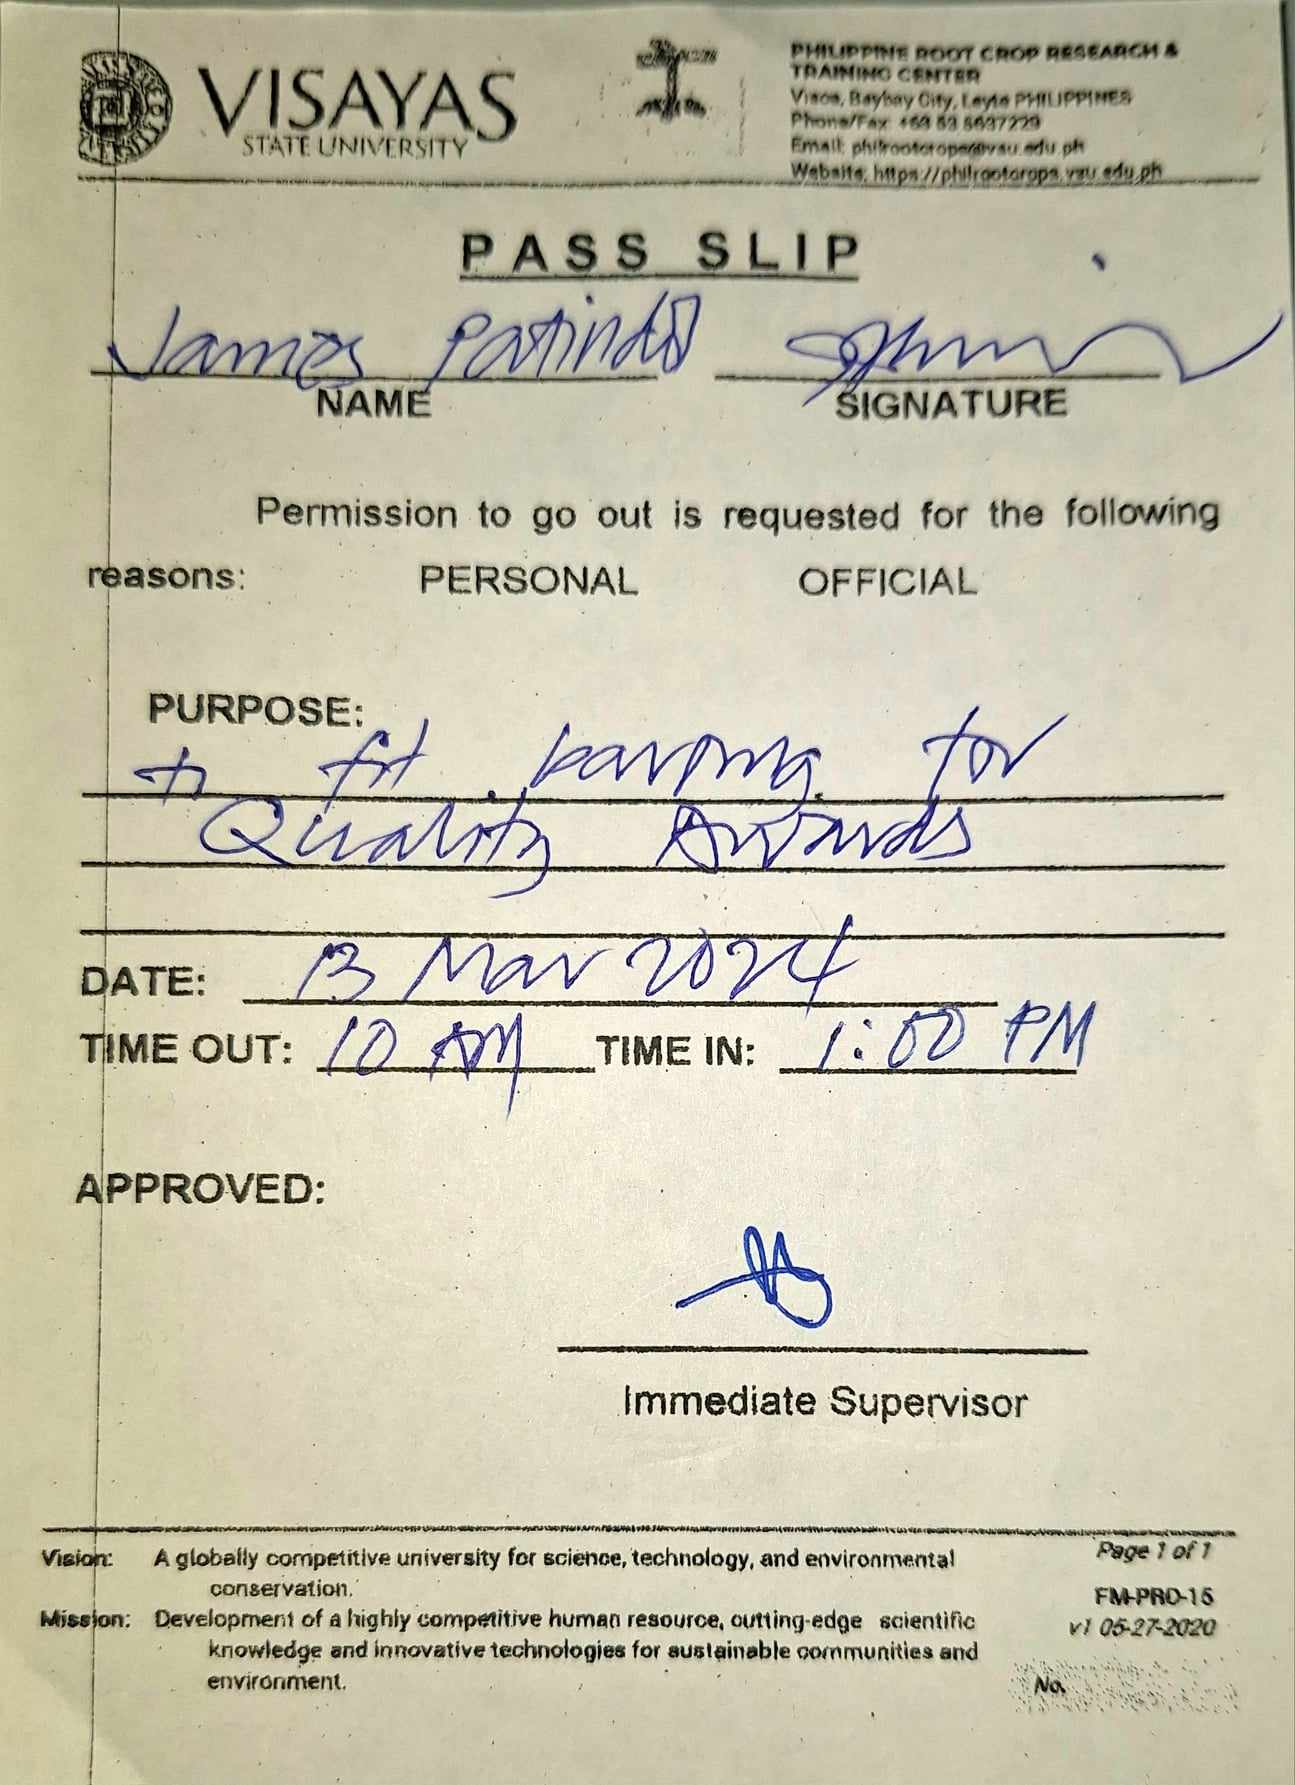 VISAYAS
STATE UNIVERSITY
PHILIPPINE ROOT CROP RESEARCH &
TRAINING CENTER
Visca, Baybay City, Leyte PHILIPPINES
Phone/Fax: +63 53 5637229
Email: philrootcrops@vsu.edu.ph
Website: https://philrootcrops.vsu.edu.ph
PASS SLIP
James Patindol
NAME SIGNATURE
Permission to go out is requested for the following
reasons: PERSONAL OFFICIAL
PURPOSE:
to fit barong for
Quality Awards
DATE: 13 Mar 2024
TIME OUT: 10 AM TIME IN: 1:00 PM
APPROVED:
Immediate Supervisor
Vision: A globally competitive university for science, technology, and environmental
conservation.
Mission: Development of a highly competitive human resource, cutting-edge scientific
knowledge and innovative technologies for sustainable communities and
environment.
Page 1 of 1
FM-PRO-15
v1 05-27-2020
No.